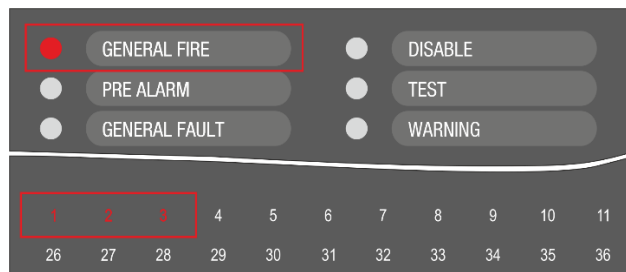 GENERAL FIRE DISABLE
PRE ALARM TEST
GENERAL FAULT WARNING
1 2 3 4 5 6 7 8 9 10 11
26 27 28 29 30 31 32 33 34 35 36